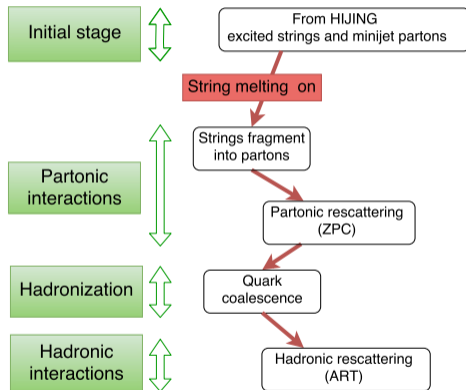 Initial stage
From HIJING
excited strings and minijet partons
String melting on
Strings fragment
into partons
Partonic
interactions
Partonic rescattering
(ZPC)
Hadronization
Quark
coalescence
Hadronic
interactions
Hadronic rescattering
(ART)